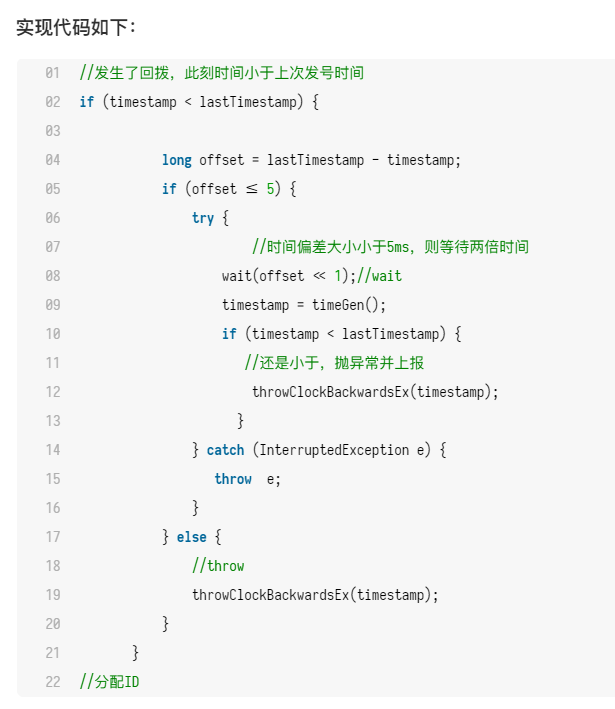 实现代码如下：
01 //发生了回拨，此刻时间小于上次发号时间
02 if (timestamp < lastTimestamp) {
03
04 long offset = lastTimestamp - timestamp;
05 if (offset <= 5) {
06 try {
07 //时间偏差大小小于5ms，则等待两倍时间
08 wait(offset << 1);//wait
09 timestamp = timeGen();
10 if (timestamp < lastTimestamp) {
11 //还是小于，抛异常并上报
12 throwClockBackwardsEx(timestamp);
13 }
14 } catch (InterruptedException e) {
15 throw  e;
16 }
17 } else {
18 //throw
19 throwClockBackwardsEx(timestamp);
20 }
21 }
22 //分配ID